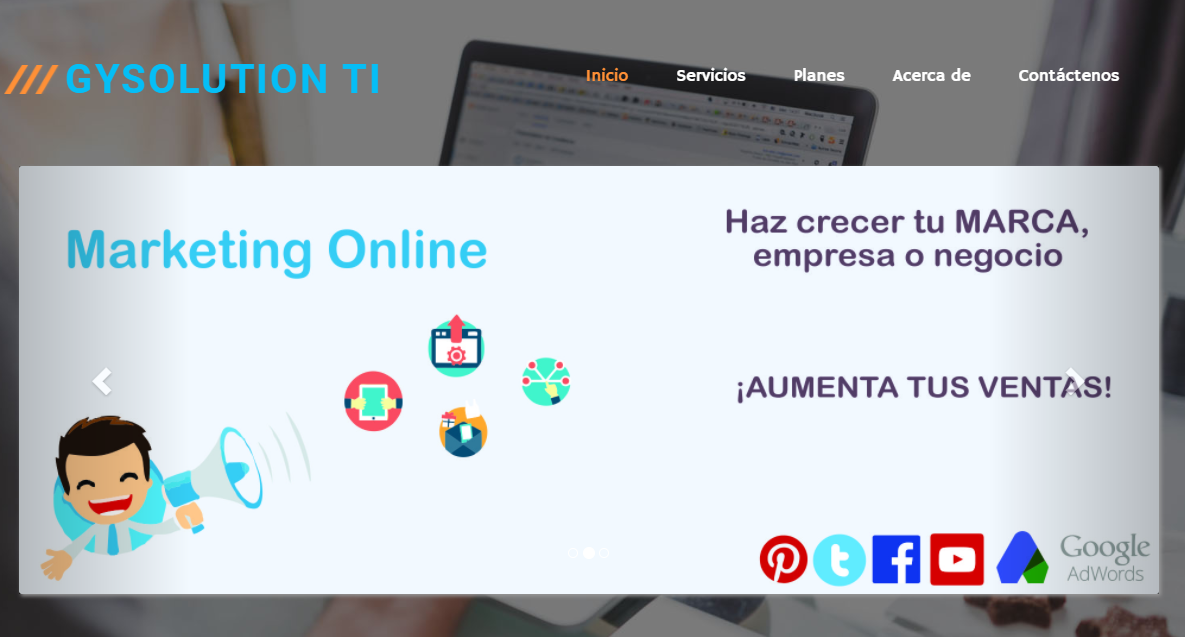 /// GYSOLUTION TI
Inicio Servicios Planes Acerca de Contáctenos
Marketing Online
Haz crecer tu MARCA,
empresa o negocio
¡AUMENTA TUS VENTAS!
Google
AdWords